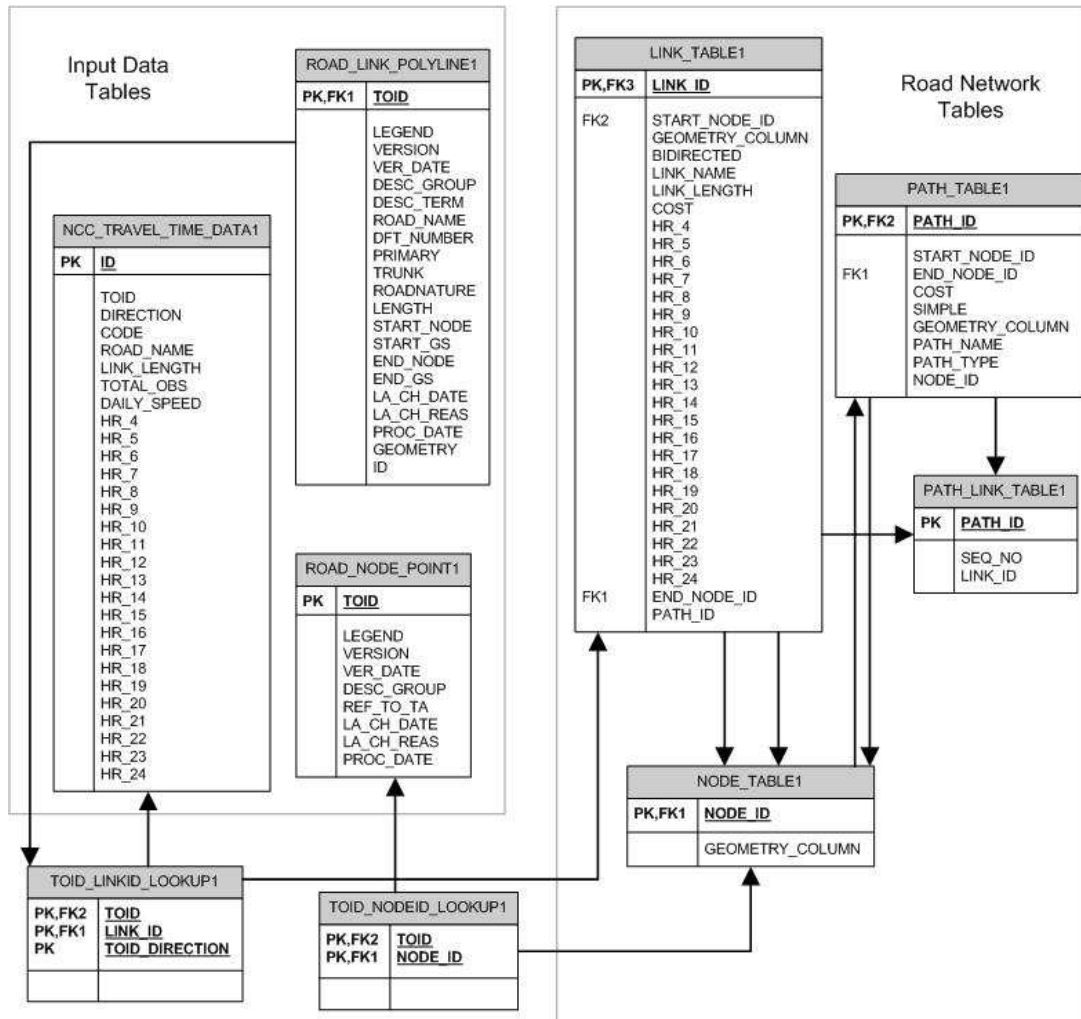 Input Data
Tables
ROAD_LINK_POLYLINE1
PK,FK1 TOID
LEGEND
VERSION
VER_DATE
DESC_GROUP
DESC_TERM
ROAD_NAME
DFT_NUMBER
PRIMARY
TRUNK
ROADNATURE
LENGTH
START_NODE
START_GS
END_NODE
END_GS
LA_CH_DATE
LA_CH_REAS
PROC_DATE
GEOMETRY
ID
NCC_TRAVEL_TIME_DATA1
PK ID
TOID
DIRECTION
CODE
ROAD_NAME
LINK_LENGTH
TOTAL_OBS
DAILY_SPEED
HR_4
HR_5
HR_6
HR_7
HR_8
HR_9
HR_10
HR_11
HR_12
HR_13
HR_14
HR_15
HR_16
HR_17
HR_18
HR_19
HR_20
HR_21
HR_22
HR_23
HR_24
ROAD_NODE_POINT1
PK TOID
LEGEND
VERSION
VER_DATE
DESC_GROUP
REF_TO_TA
LA_CH_DATE
LA_CH_REAS
PROC_DATE
TOID_LINKID_LOOKUP1
PK,FK2 TOID
PK,FK1 LINK_ID
PK TOID_DIRECTION
TOID_NODEID_LOOKUP1
PK,FK2 TOID
PK,FK1 NODE_ID
Road Network
Tables
LINK_TABLE1
PK,FK3 LINK_ID
FK2 START_NODE_ID
GEOMETRY_COLUMN
BIDIRECTED
LINK_NAME
LINK_LENGTH
COST
HR_4
HR_5
HR_6
HR_7
HR_8
HR_9
HR_10
HR_11
HR_12
HR_13
HR_14
HR_15
HR_16
HR_17
HR_18
HR_19
HR_20
HR_21
HR_22
HR_23
HR_24
FK1 END_NODE_ID
PATH_ID
PATH_TABLE1
PK,FK2 PATH_ID
START_NODE_ID
FK1 END_NODE_ID
COST
SIMPLE
GEOMETRY_COLUMN
PATH_NAME
PATH_TYPE
NODE_ID
PATH_LINK_TABLE1
PK PATH_ID
SEQ_NO
LINK_ID
NODE_TABLE1
PK,FK1 NODE_ID
GEOMETRY_COLUMN